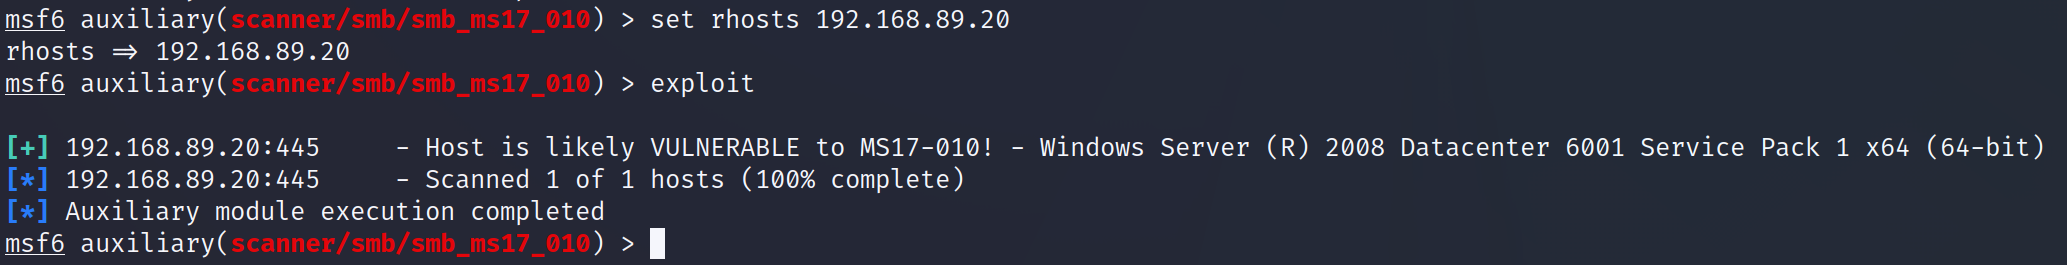 msf6 auxiliary(scanner/smb/smb_ms17_010) > set rhosts 192.168.89.20
rhosts ⇒ 192.168.89.20
msf6 auxiliary(scanner/smb/smb_ms17_010) > exploit
[+] 192.168.89.20:445     - Host is likely VULNERABLE to MS17-010! - Windows Server (R) 2008 Datacenter 6001 Service Pack 1 x64 (64-bit)
[*] 192.168.89.20:445     - Scanned 1 of 1 hosts (100% complete)
[*] Auxiliary module execution completed
msf6 auxiliary(scanner/smb/smb_ms17_010) >